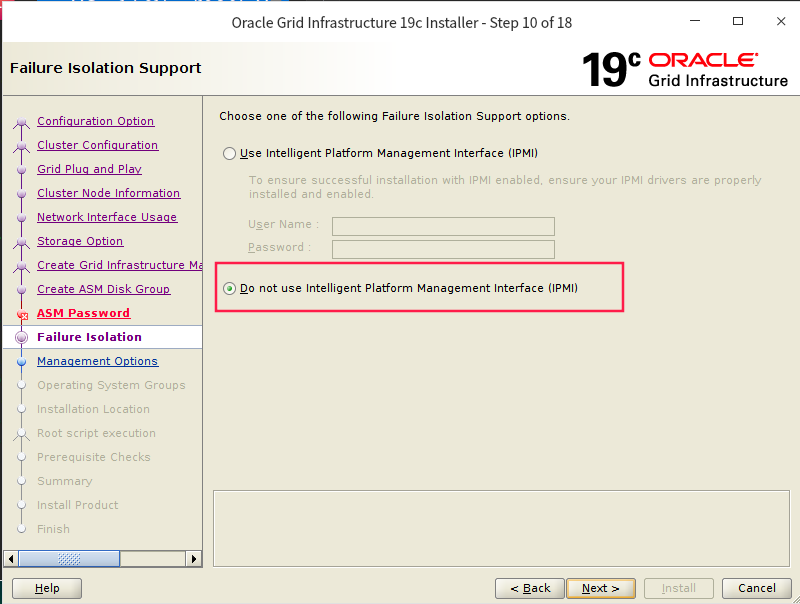 Oracle Grid Infrastructure 19c Installer - Step 10 of 18
Failure Isolation Support
19c ORACLE
Grid Infrastructure
Configuration Option
Cluster Configuration
Grid Plug and Play
Cluster Node Information
Network Interface Usage
Storage Option
Create Grid Infrastructure Ma
Create ASM Disk Group
ASM Password
Failure Isolation
Management Options
Operating System Groups
Installation Location
Root script execution
Prerequisite Checks
Summary
Install Product
Finish
Choose one of the following Failure Isolation Support options.
Use Intelligent Platform Management Interface (IPMI)
To ensure successful installation with IPMI enabled, ensure your IPMI drivers are properly
installed and enabled.
User Name :
Password :
Do not use Intelligent Platform Management Interface (IPMI)
Help
< Back
Next >
Install
Cancel